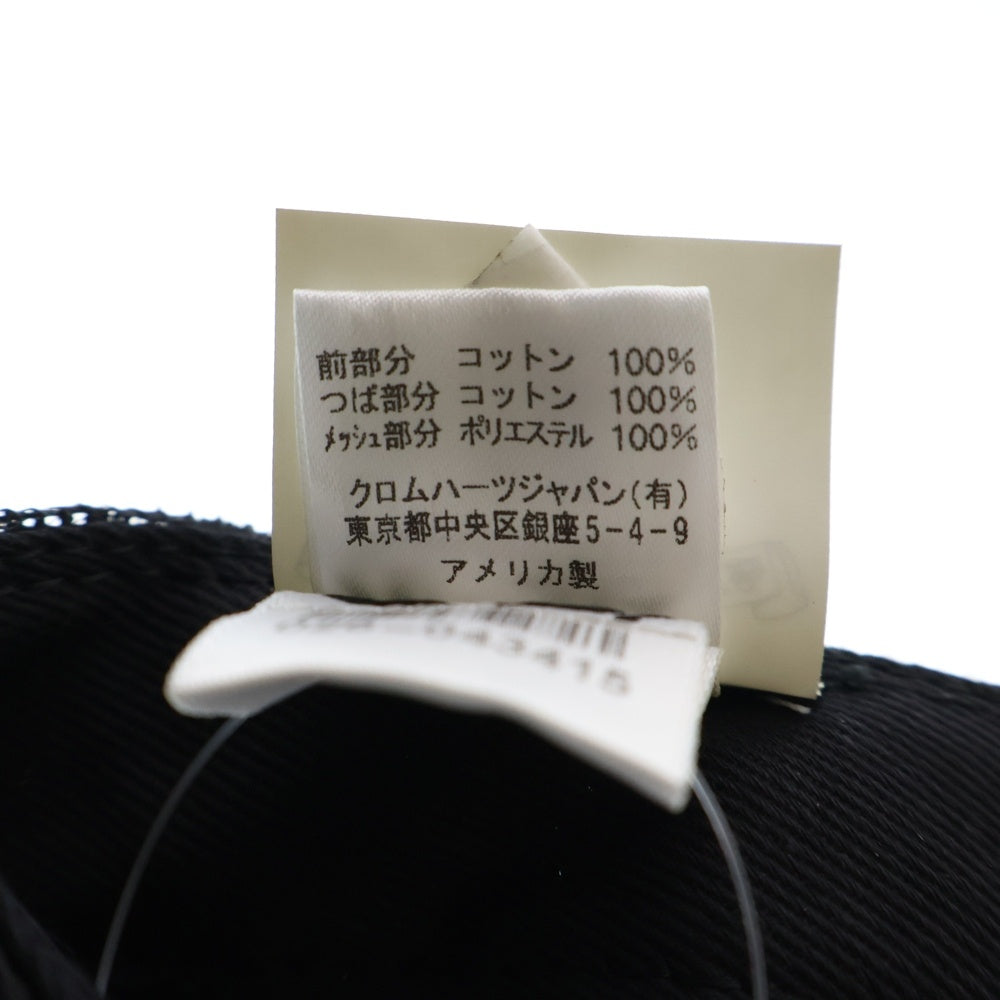 前部分 コットン 100%
つば部分 コットン 100%
メッシュ部分 ポリエステル 100%
クロムハーツジャパン(有)
東京都中央区銀座5-4-9
アメリカ製
043415